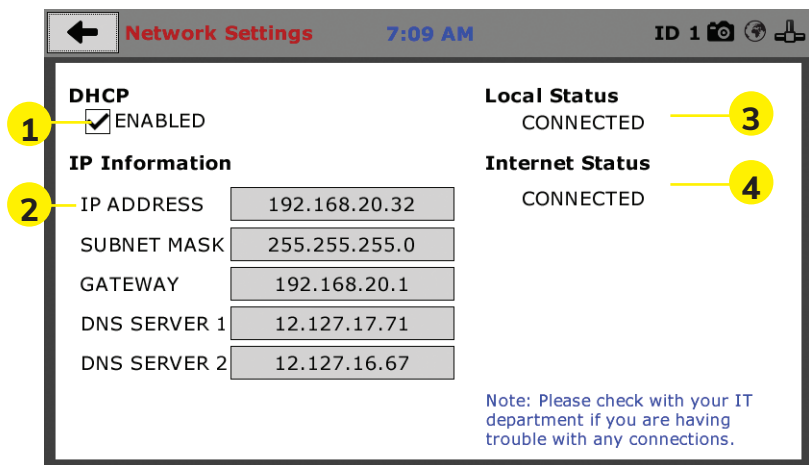 Network Settings 7:09 AM ID 1
DHCP
1 ENABLED
Local Status
CONNECTED 3
IP Information
Internet Status
CONNECTED 4
2 IP ADDRESS 192.168.20.32
SUBNET MASK 255.255.255.0
GATEWAY 192.168.20.1
DNS SERVER 1 12.127.17.71
DNS SERVER 2 12.127.16.67
Note: Please check with your IT
department if you are having
trouble with any connections.